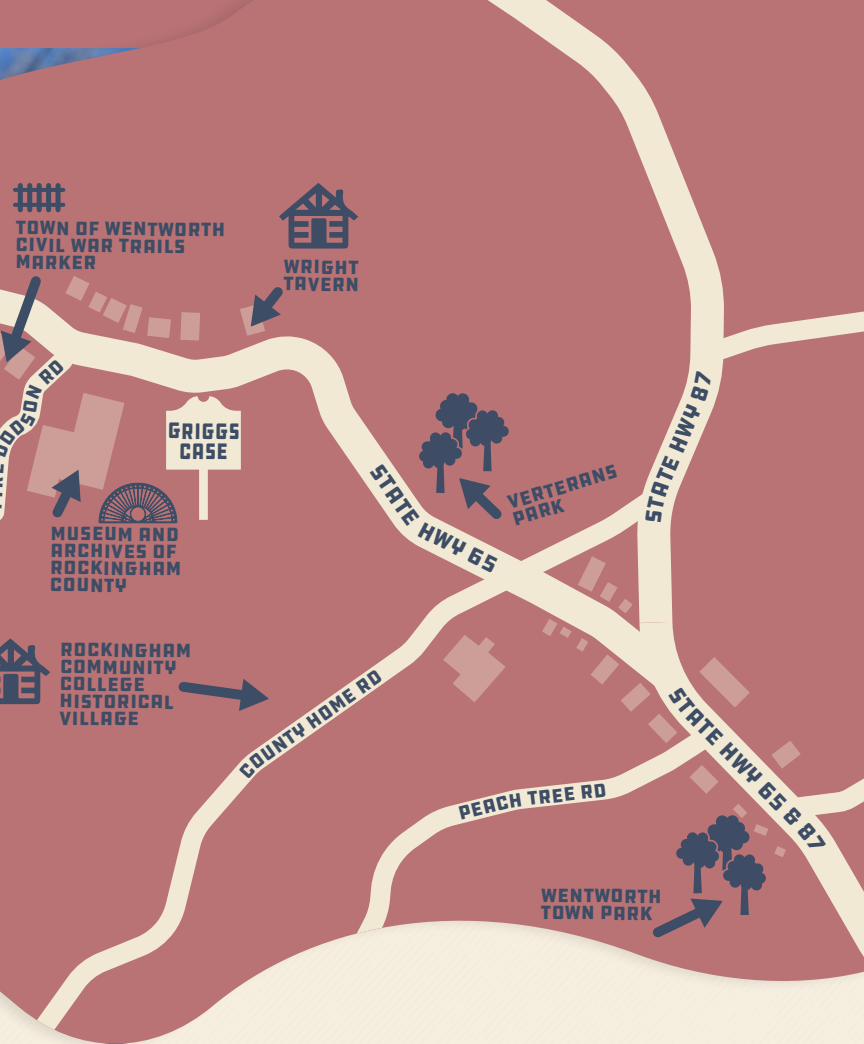 TOWN OF WENTWORTH
CIVIL WAR TRAILS
MARKER
WRIGHT
TAVERN
STATE HWY 87
DODSON RD
GRIGGS
CASE
STATE HWY 65
VERTERANS
PARK
MUSEUM AND
ARCHIVES OF
ROCKINGHAM
COUNTY
ROCKINGHAM
COMMUNITY
COLLEGE
HISTORICAL
VILLAGE
COUNTY HOME RD
STATE HWY 65 & 87
PEACH TREE RD
WENTWORTH
TOWN PARK